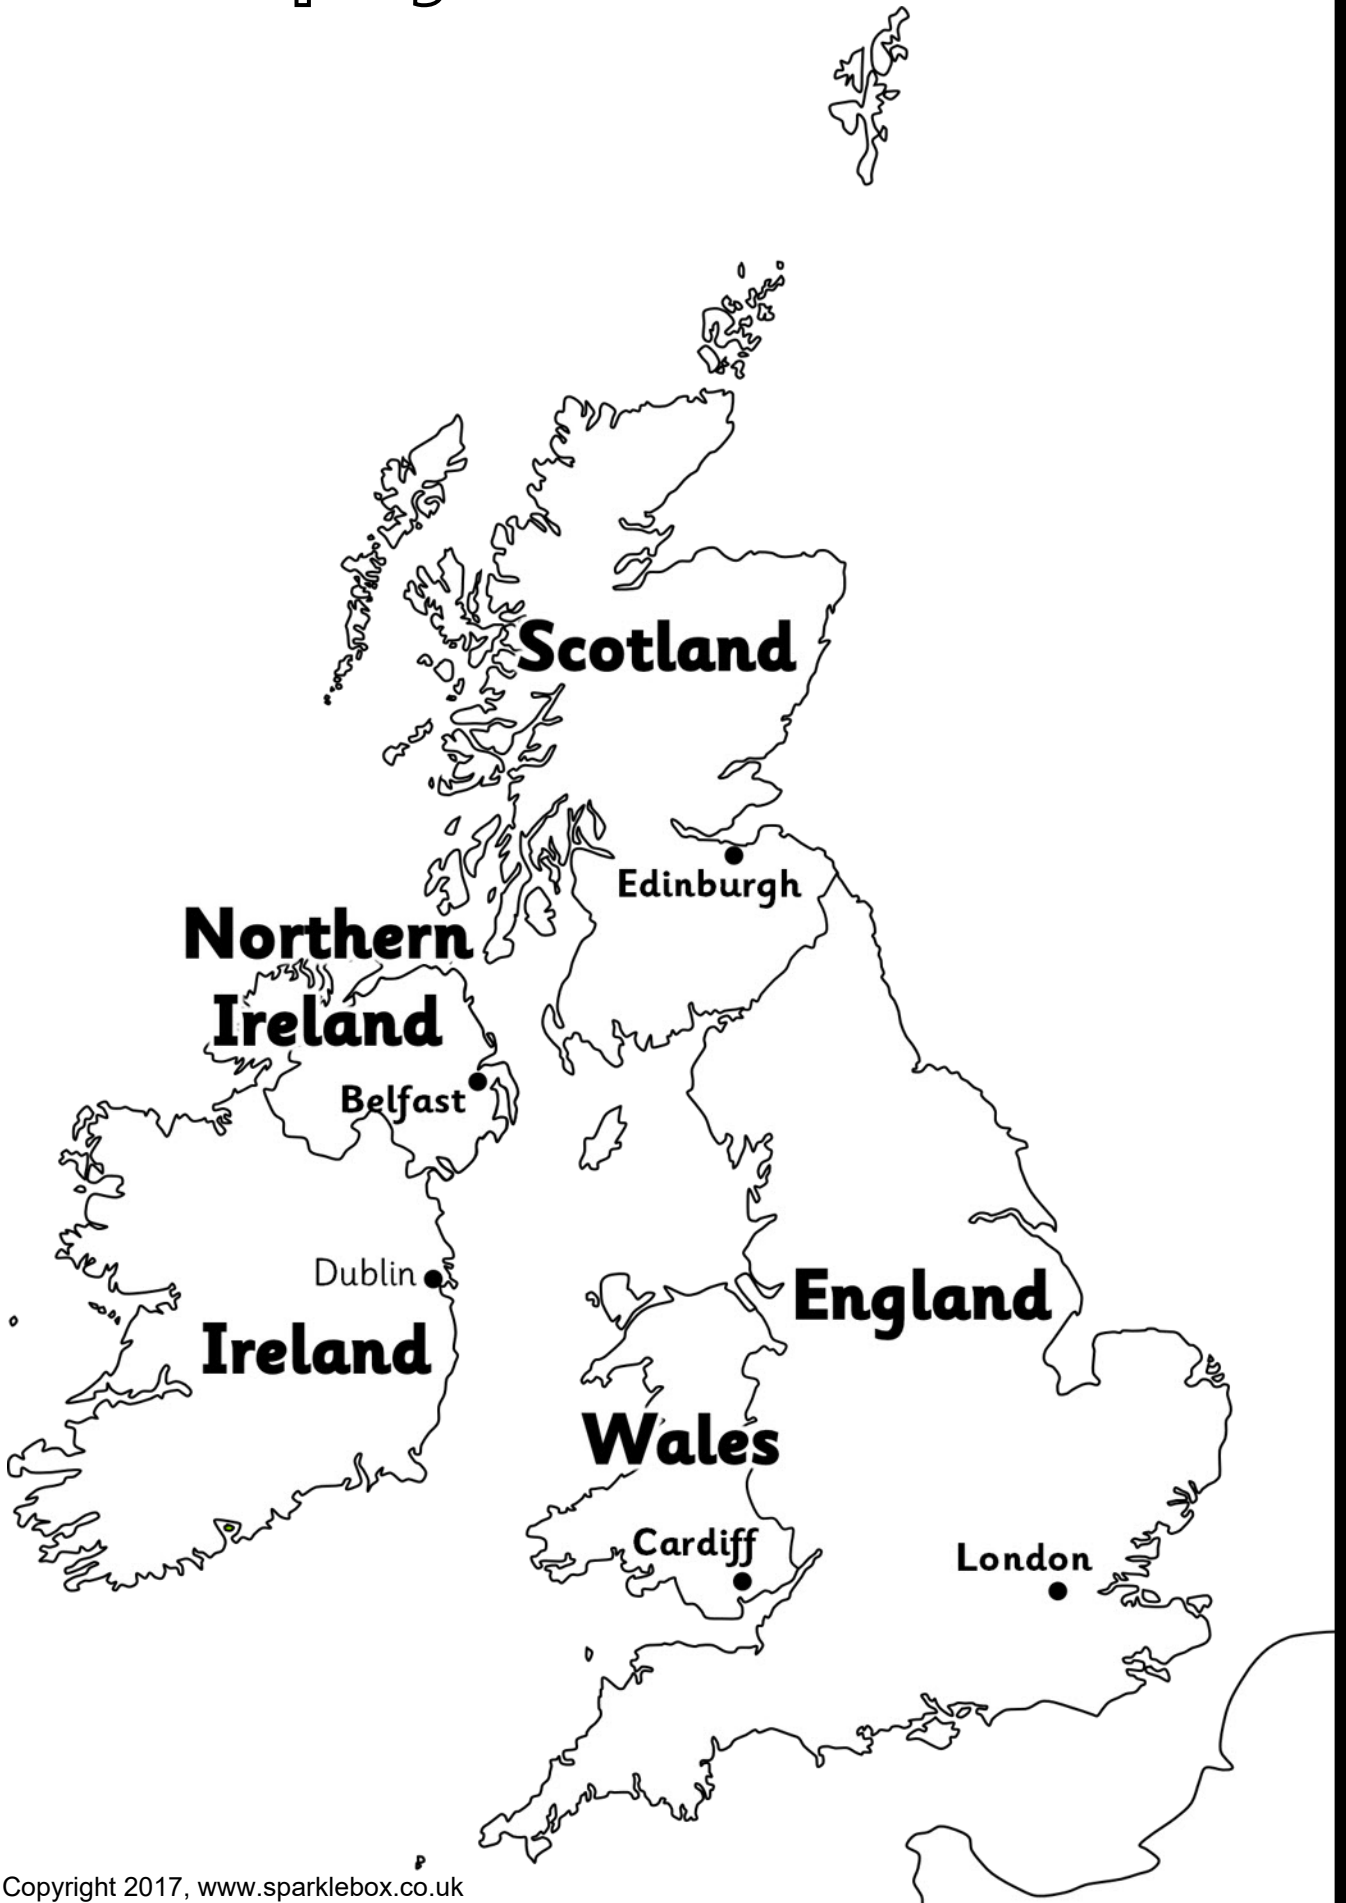 Scotland
Edinburgh
Northern
Ireland
Belfast
Dublin
Ireland
England
Wales
Cardiff
London
Copyright 2017, www.sparklebox.co.uk